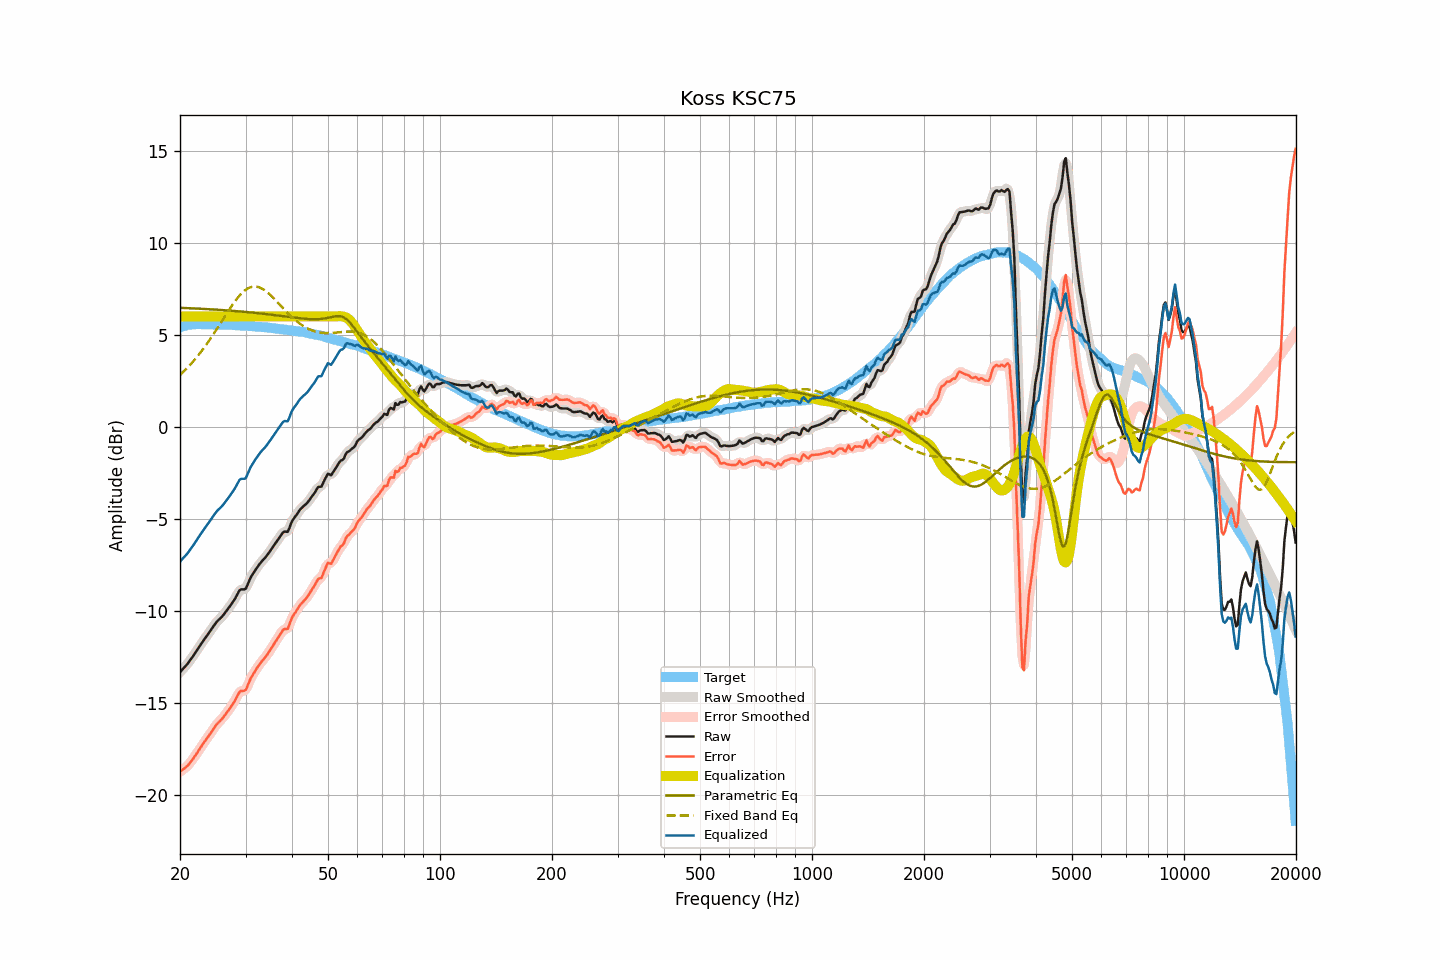 Koss KSC75
Amplitude (dBr)
15
10
5
0
−5
−10
−15
−20
Target
Raw Smoothed
Error Smoothed
Raw
Error
Equalization
Parametric Eq
Fixed Band Eq
Equalized
20 50 100 200 500 1000 2000 5000 10000 20000
Frequency (Hz)